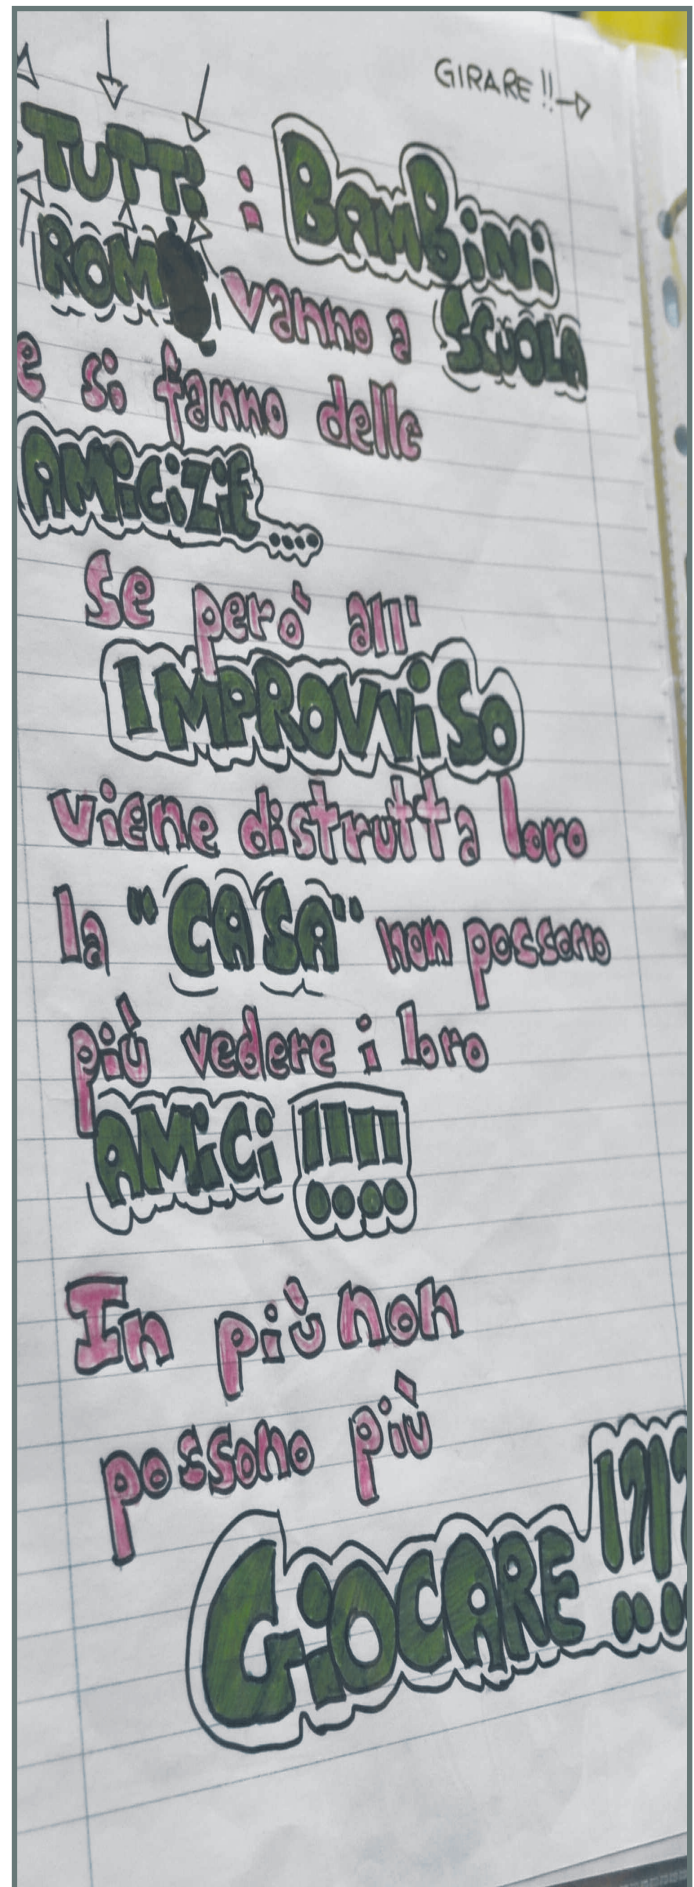 GIRARE!!
TUTTi i BAMBiNi
ROM vanno a SCUOLA
e si fanno delle
AMiCiZiE....
Se però all'
IMPROVViSO
viene distrutta loro
la "CASA" non possono
più vedere i loro
AMiCi !!!!
In più non
possono più
GiOCARE !?!?